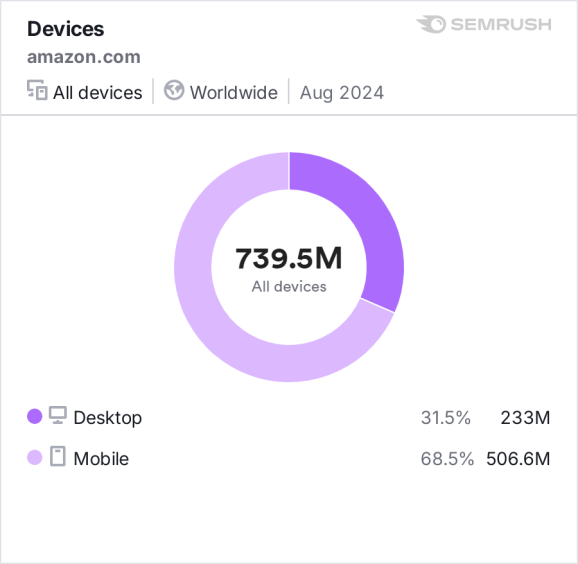 Devices
SEMRUSH
amazon.com
All devices Worldwide Aug 2024
739.5M
All devices
Desktop 31.5% 233M
Mobile 68.5% 506.6M